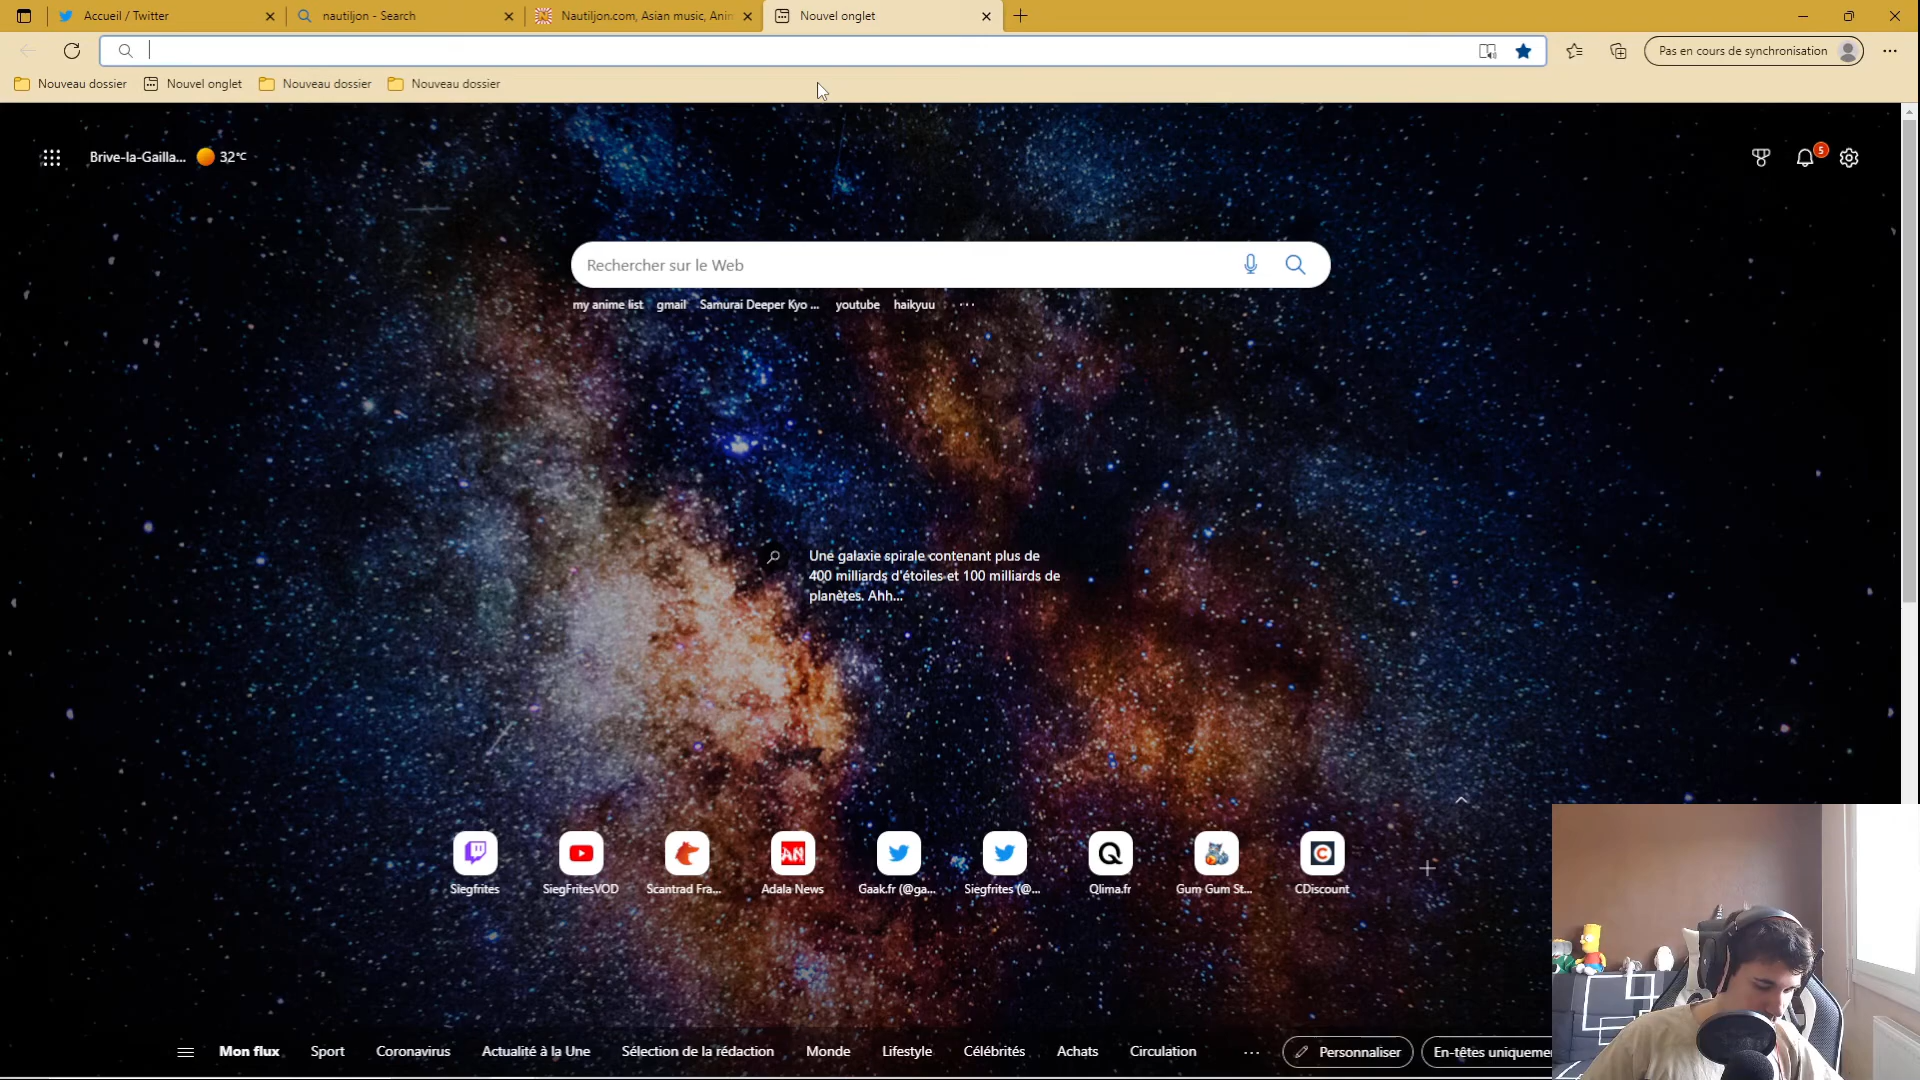 Accueil / Twitter
nautiljon - Search
Nautiljon.com, Asian music, Anim
Nouvel onglet
Pas en cours de synchronisation
Nouveau dossier
Nouvel onglet
Nouveau dossier
Nouveau dossier
Brive-la-Gailla... 32°C
5
Rechercher sur le Web
my anime list gmail Samurai Deeper Kyo ... youtube haikyuu ...
Une galaxie spirale contenant plus de
400 milliards d'étoiles et 100 milliards de
planètes. Ahh...
AN
Siegfrites SiegFritesVOD Scantrad Fra... Adala News Gaak.fr (@ga... Siegfrites (@... Qlima.fr Gum Gum St... CDiscount
Mon flux Sport Coronavirus Actualité à la Une Sélection de la rédaction Monde Lifestyle Célébrités Achats Circulation ... Personnaliser En-têtes uniqueme